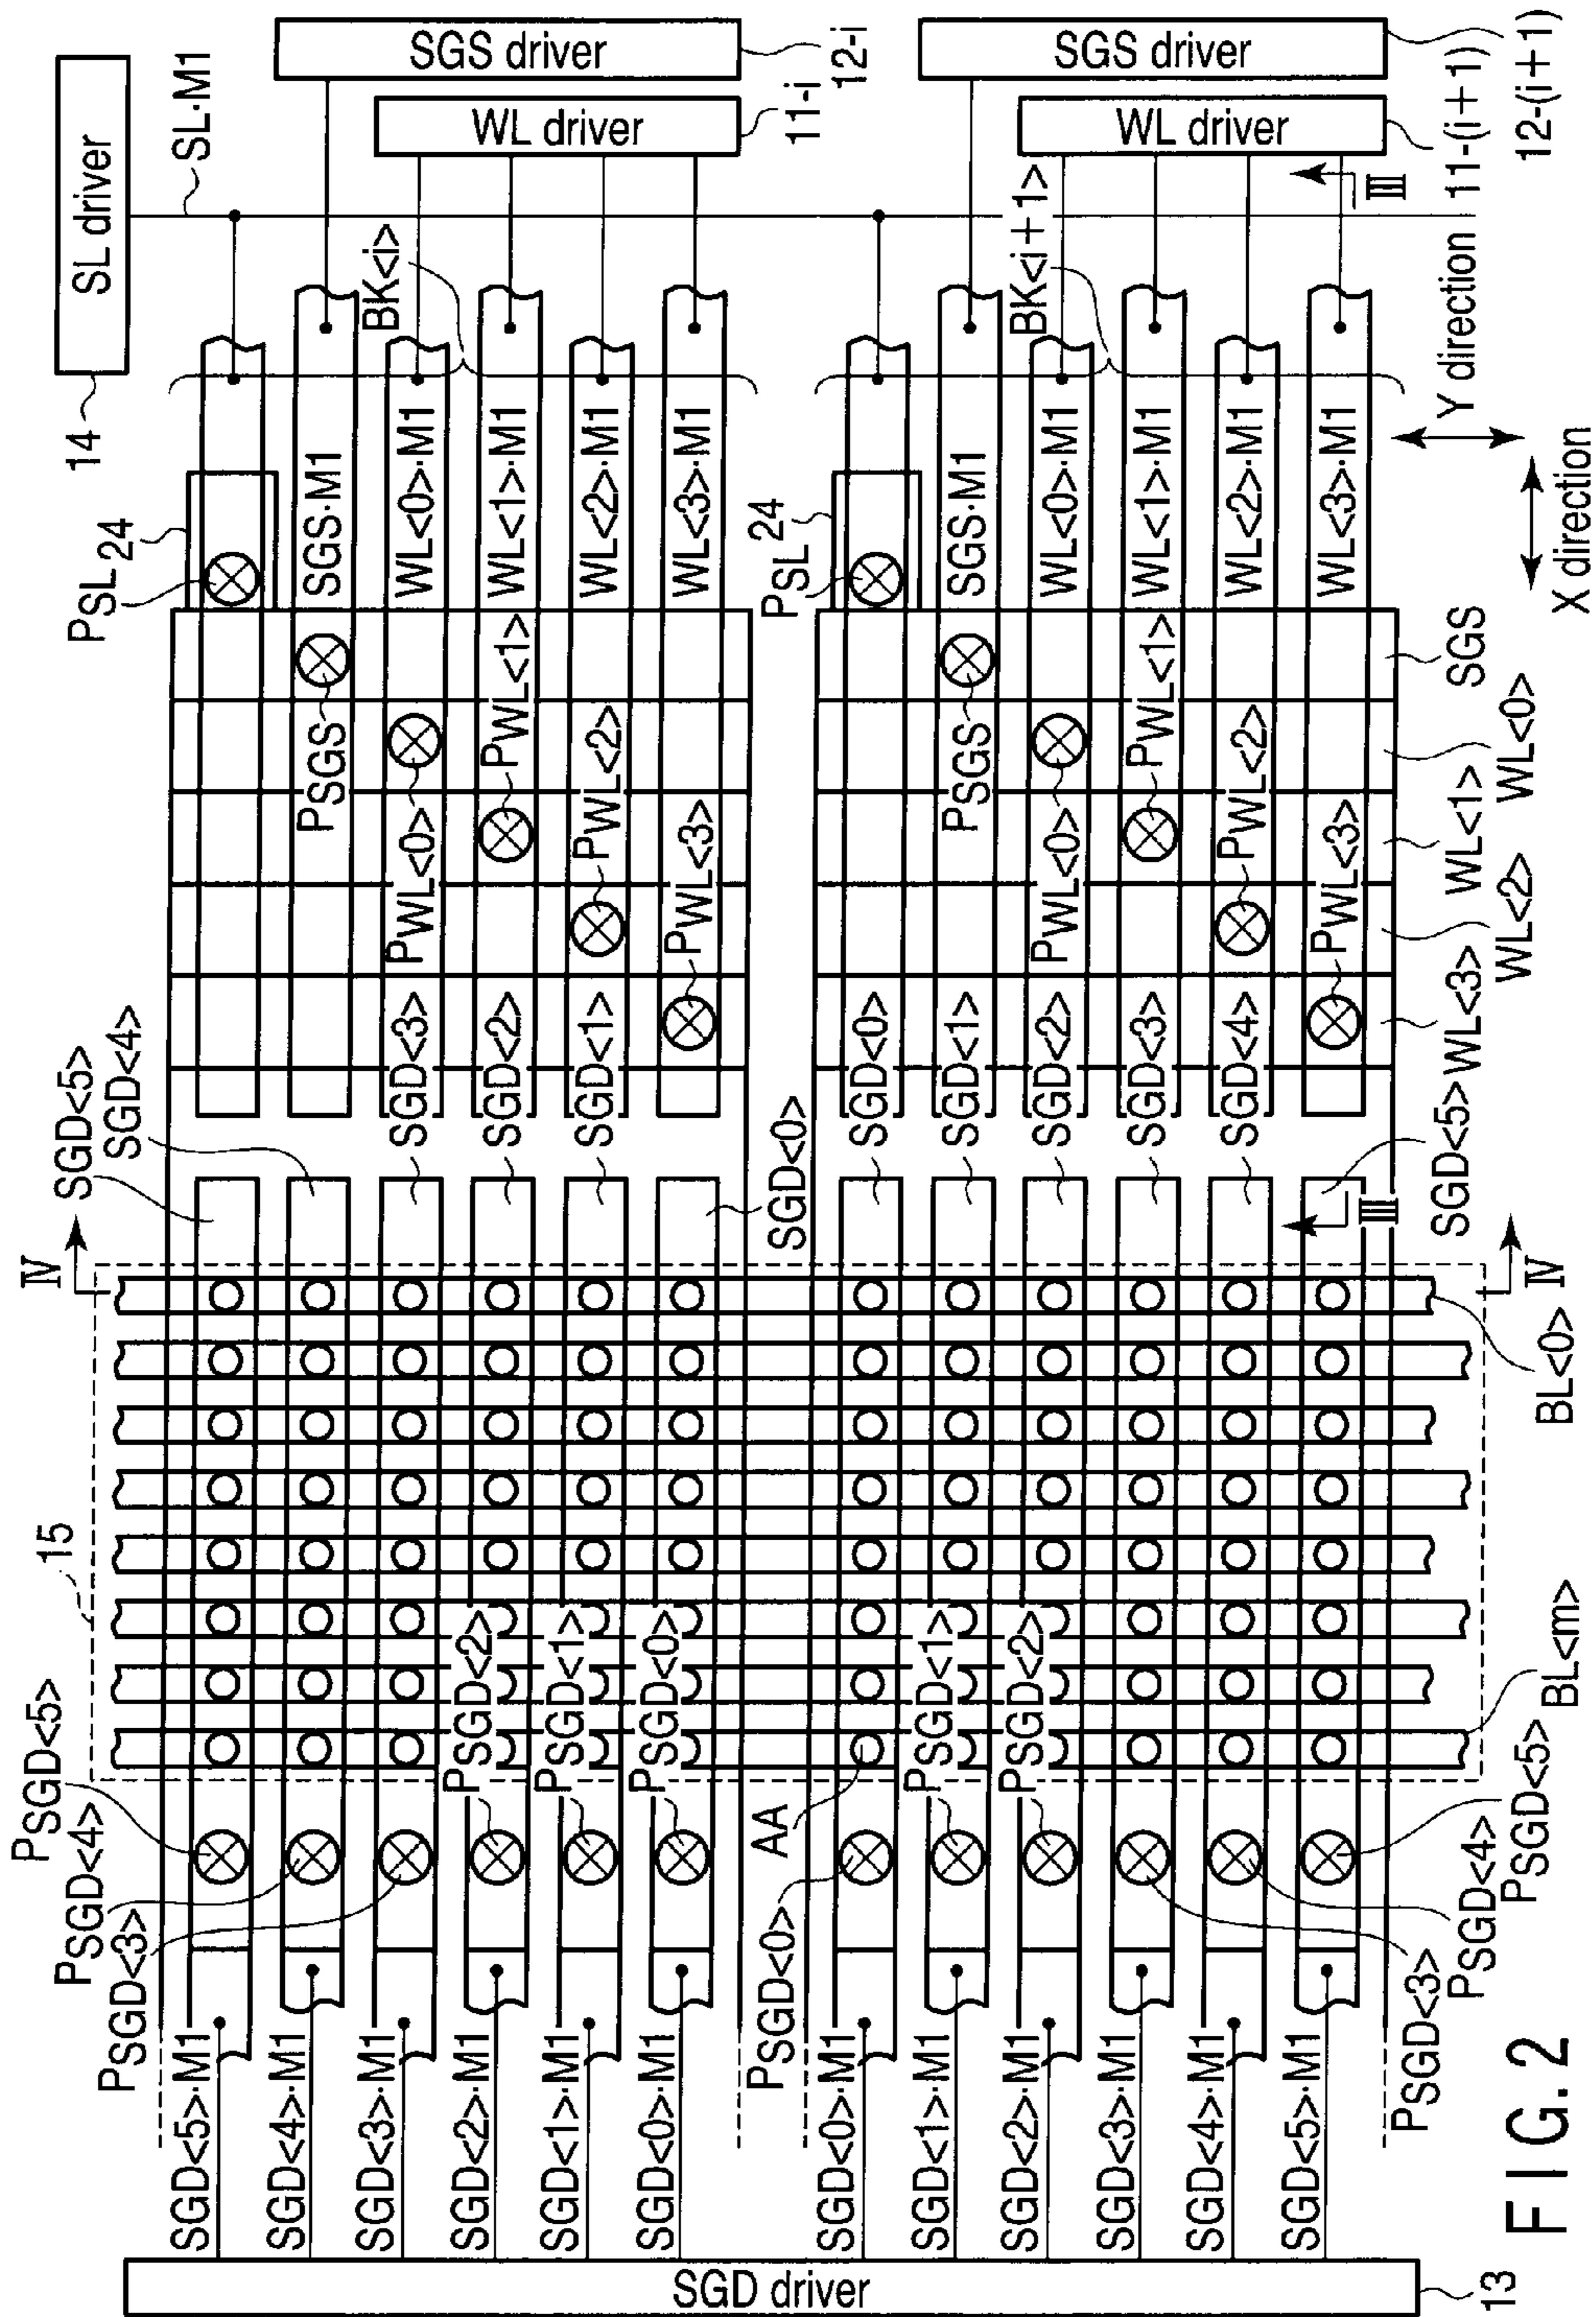 SL driver
14
SL·M1
SGS driver
12-i
WL driver
11-i
SGS driver
12-(i+1)
WL driver
11-(i+1)
III
BK<i>
BK<i+1>
Y direction
X direction
PSL
24
SGS·M1
WL<0>·M1
WL<1>·M1
WL<2>·M1
WL<3>·M1
PSL
24
SGS·M1
WL<0>·M1
WL<1>·M1
WL<2>·M1
WL<3>·M1
PSGS
PWL<0>
PWL<1>
PWL<2>
PWL<3>
PSGS
PWL<0>
PWL<1>
PWL<2>
PWL<3>
SGS
WL<0>
WL<1>
WL<2>
WL<3>
SGD<5>
SGD<4>
SGD<3>
SGD<2>
SGD<1>
SGD<0>
SGD<0>
SGD<1>
SGD<2>
SGD<3>
SGD<4>
SGD<5>
III
IV
IV
BL<0>
15
BL<m>
PSGD<5>
PSGD<4>
PSGD<3>
PSGD<2>
PSGD<1>
PSGD<0>
AA
PSGD<0>
PSGD<1>
PSGD<2>
PSGD<3>
PSGD<4>
PSGD<5>
SGD<5>·M1
SGD<4>·M1
SGD<3>·M1
SGD<2>·M1
SGD<1>·M1
SGD<0>·M1
SGD<0>·M1
SGD<1>·M1
SGD<2>·M1
SGD<3>·M1
SGD<4>·M1
SGD<5>·M1
SGD driver
13
FIG. 2